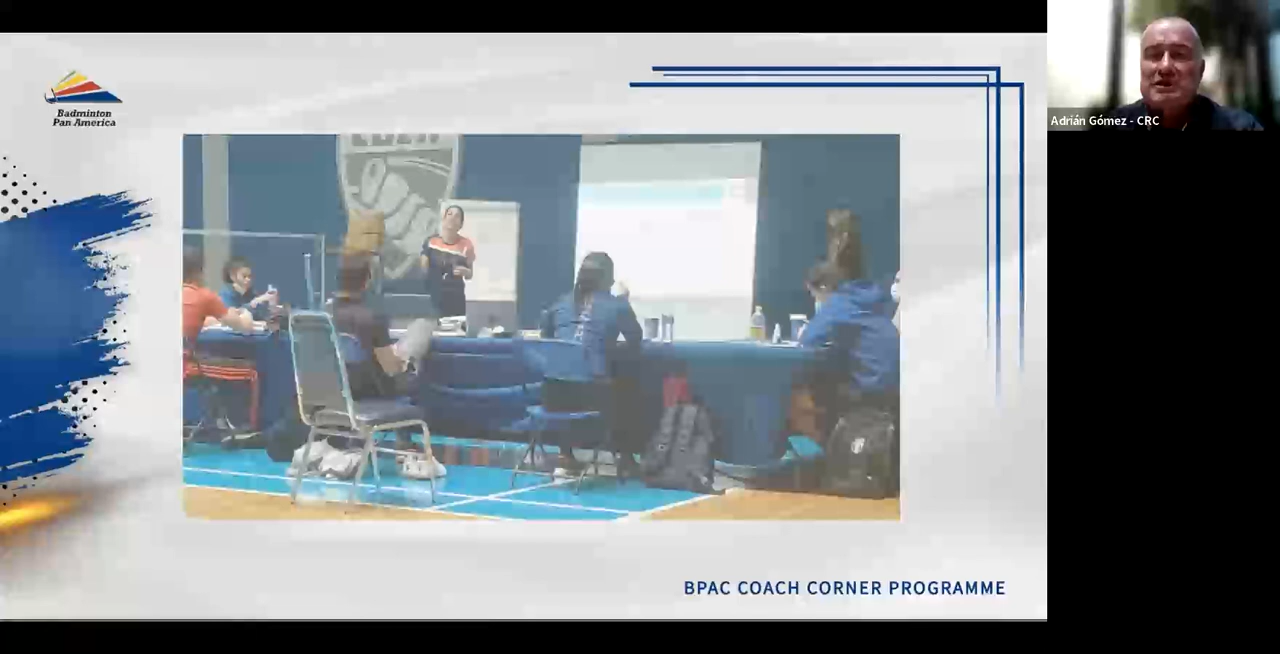 Badminton
Pan America
Adrián Gómez - CRC
BPAC COACH CORNER PROGRAMME